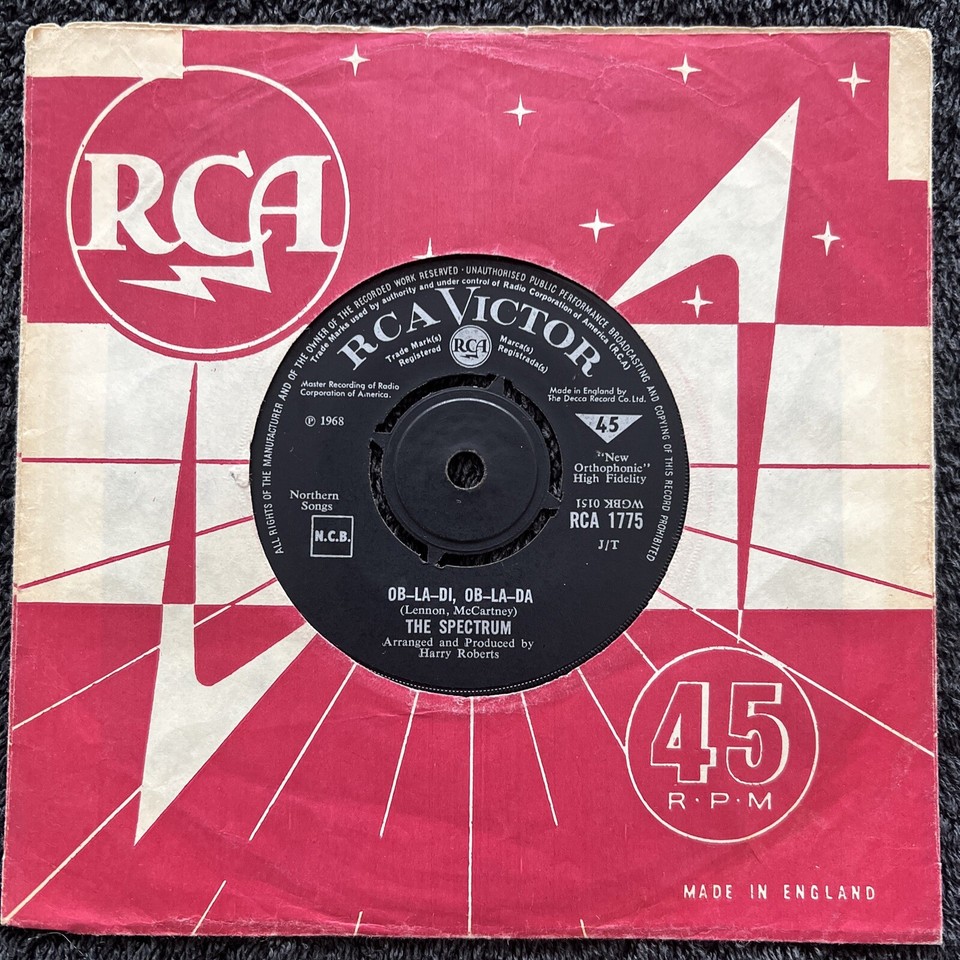 RCA
ALL RIGHTS OF THE MANUFACTURER AND OF THE OWNER OF THE RECORDED WORK RESERVED · UNAUTHORISED PUBLIC PERFORMANCE BROADCASTING AND COPYING OF THIS RECORD PROHIBITED
Trade Marks used by authority and under control of Radio Corporation of America (R.C.A)
RCA VICTOR
Trade Mark(s)
Registered
RCA
Marca(s)
Registrada(s)
Master Recording of Radio
Corporation of America.
Made in England by
The Decca Record Co. Ltd.
℗ 1968
45
"New
Orthophonic"
High Fidelity
Northern
Songs
N.C.B.
WGBK 0151
RCA 1775
J/T
OB–LA–DI, OB–LA–DA
(Lennon, McCartney)
THE SPECTRUM
Arranged and Produced by
Harry Roberts
45
R·P·M
MADE IN ENGLAND